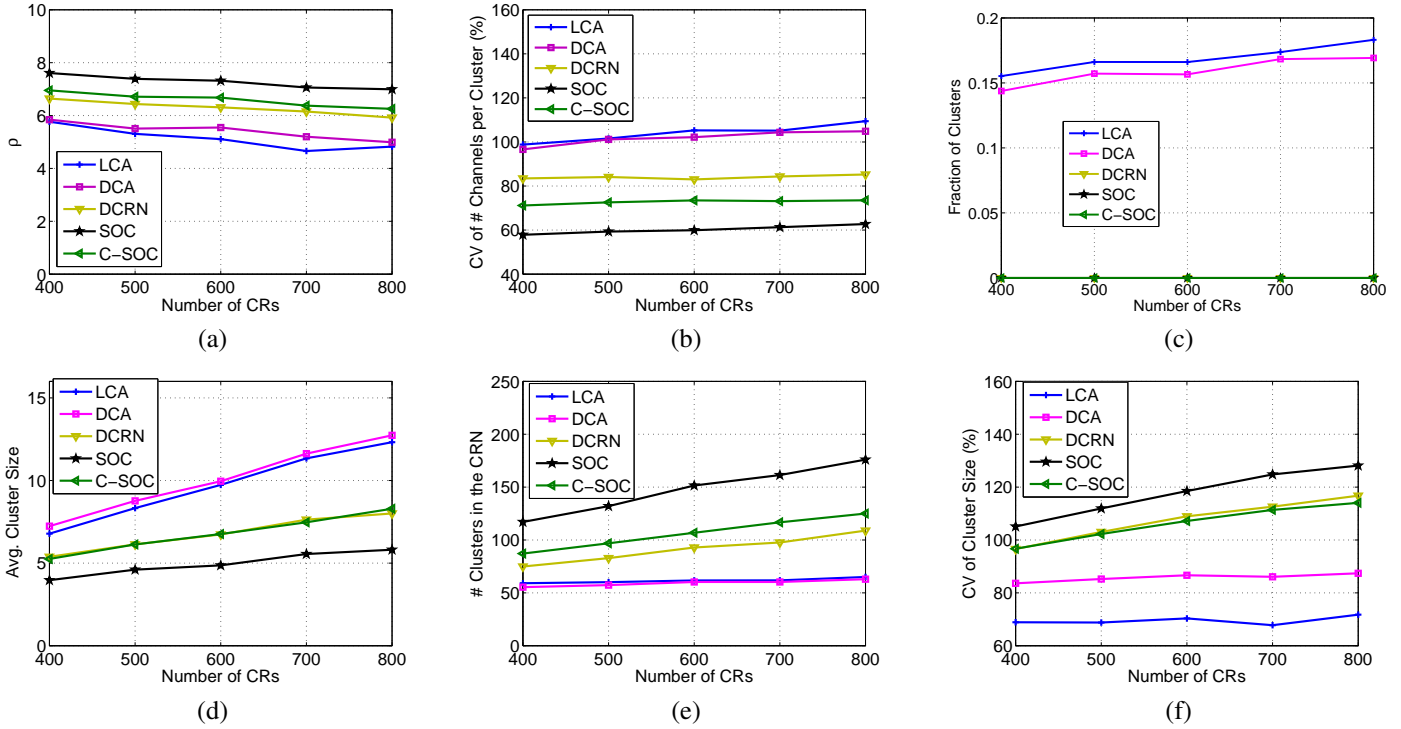 10
8
6
4
2
0
ρ
LCA
DCA
DCRN
SOC
C−SOC
400 500 600 700 800
Number of CRs
(a)
160
140
120
100
80
60
40
CV of # Channels per Cluster (%)
LCA
DCA
DCRN
SOC
C−SOC
400 500 600 700 800
Number of CRs
(b)
0.2
0.15
0.1
0.05
0
Fraction of Clusters
LCA
DCA
DCRN
SOC
C−SOC
400 500 600 700 800
Number of CRs
(c)
15
10
5
0
Avg. Cluster Size
LCA
DCA
DCRN
SOC
C−SOC
400 500 600 700 800
Number of CRs
(d)
250
200
150
100
50
0
# Clusters in the CRN
LCA
DCA
DCRN
SOC
C−SOC
400 500 600 700 800
Number of CRs
(e)
160
140
120
100
80
60
CV of Cluster Size (%)
LCA
DCA
DCRN
SOC
C−SOC
400 500 600 700 800
Number of CRs
(f)